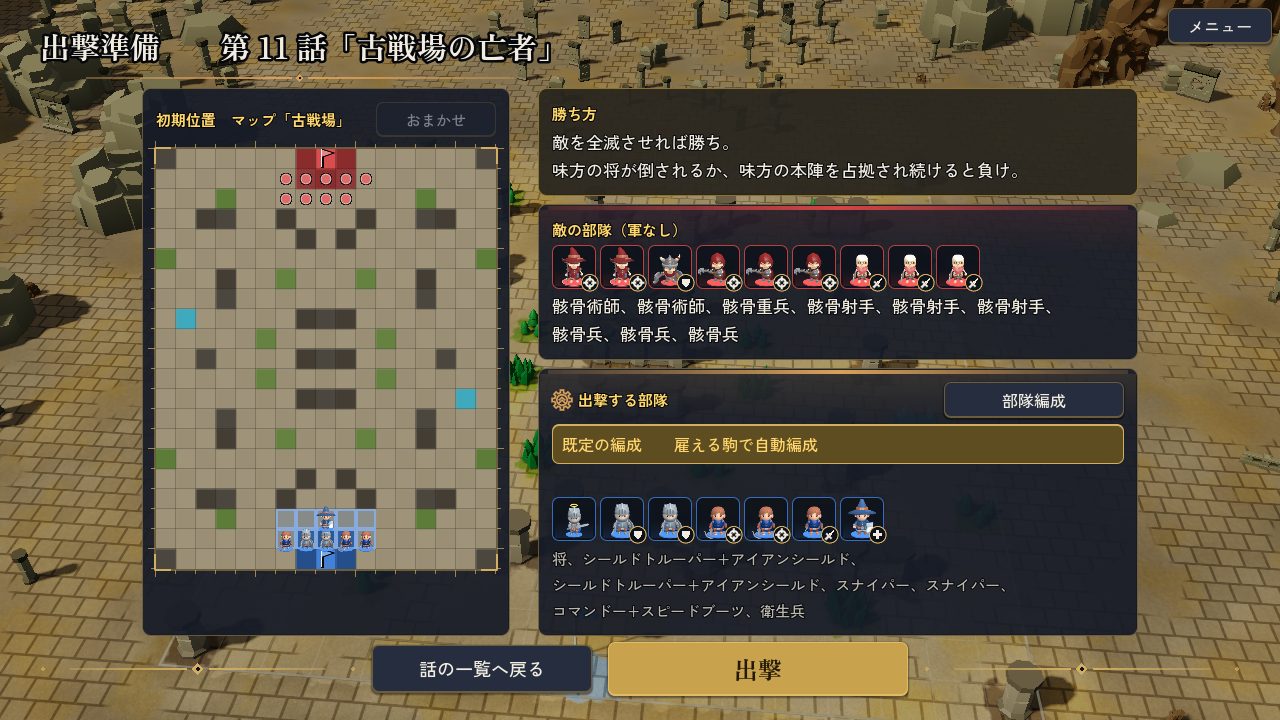 出撃準備 第11話「古戦場の亡者」
メニュー
初期位置 マップ「古戦場」
おまかせ
勝ち方
敵を全滅させれば勝ち。
味方の将が倒されるか、味方の本陣を占拠され続けると負け。
敵の部隊（軍なし）
骸骨術師、骸骨術師、骸骨重兵、骸骨射手、骸骨射手、骸骨射手、
骸骨兵、骸骨兵、骸骨兵
出撃する部隊
部隊編成
既定の編成 雇える駒で自動編成
将、シールドトルーパー＋アイアンシールド、
シールドトルーパー＋アイアンシールド、スナイパー、スナイパー、
コマンドー＋スピードブーツ、衛生兵
話の一覧へ戻る
出撃